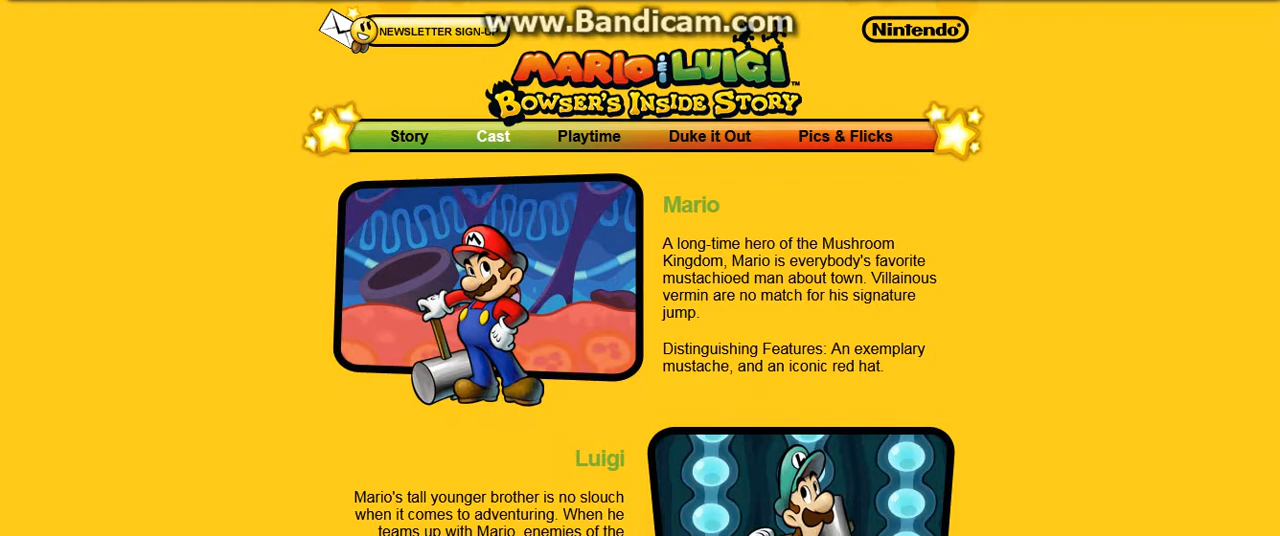 www.Bandicam.com
NEWSLETTER SIGN-U
Nintendo
MARIO & LUIGI™
BOWSER'S INSIDE STORY
Story Cast Playtime Duke it Out Pics & Flicks
Mario
A long-time hero of the Mushroom
Kingdom, Mario is everybody's favorite
mustachioed man about town. Villainous
vermin are no match for his signature
jump.
Distinguishing Features: An exemplary
mustache, and an iconic red hat.
Luigi
Mario's tall younger brother is no slouch
when it comes to adventuring. When he
teams up with Mario, enemies of the